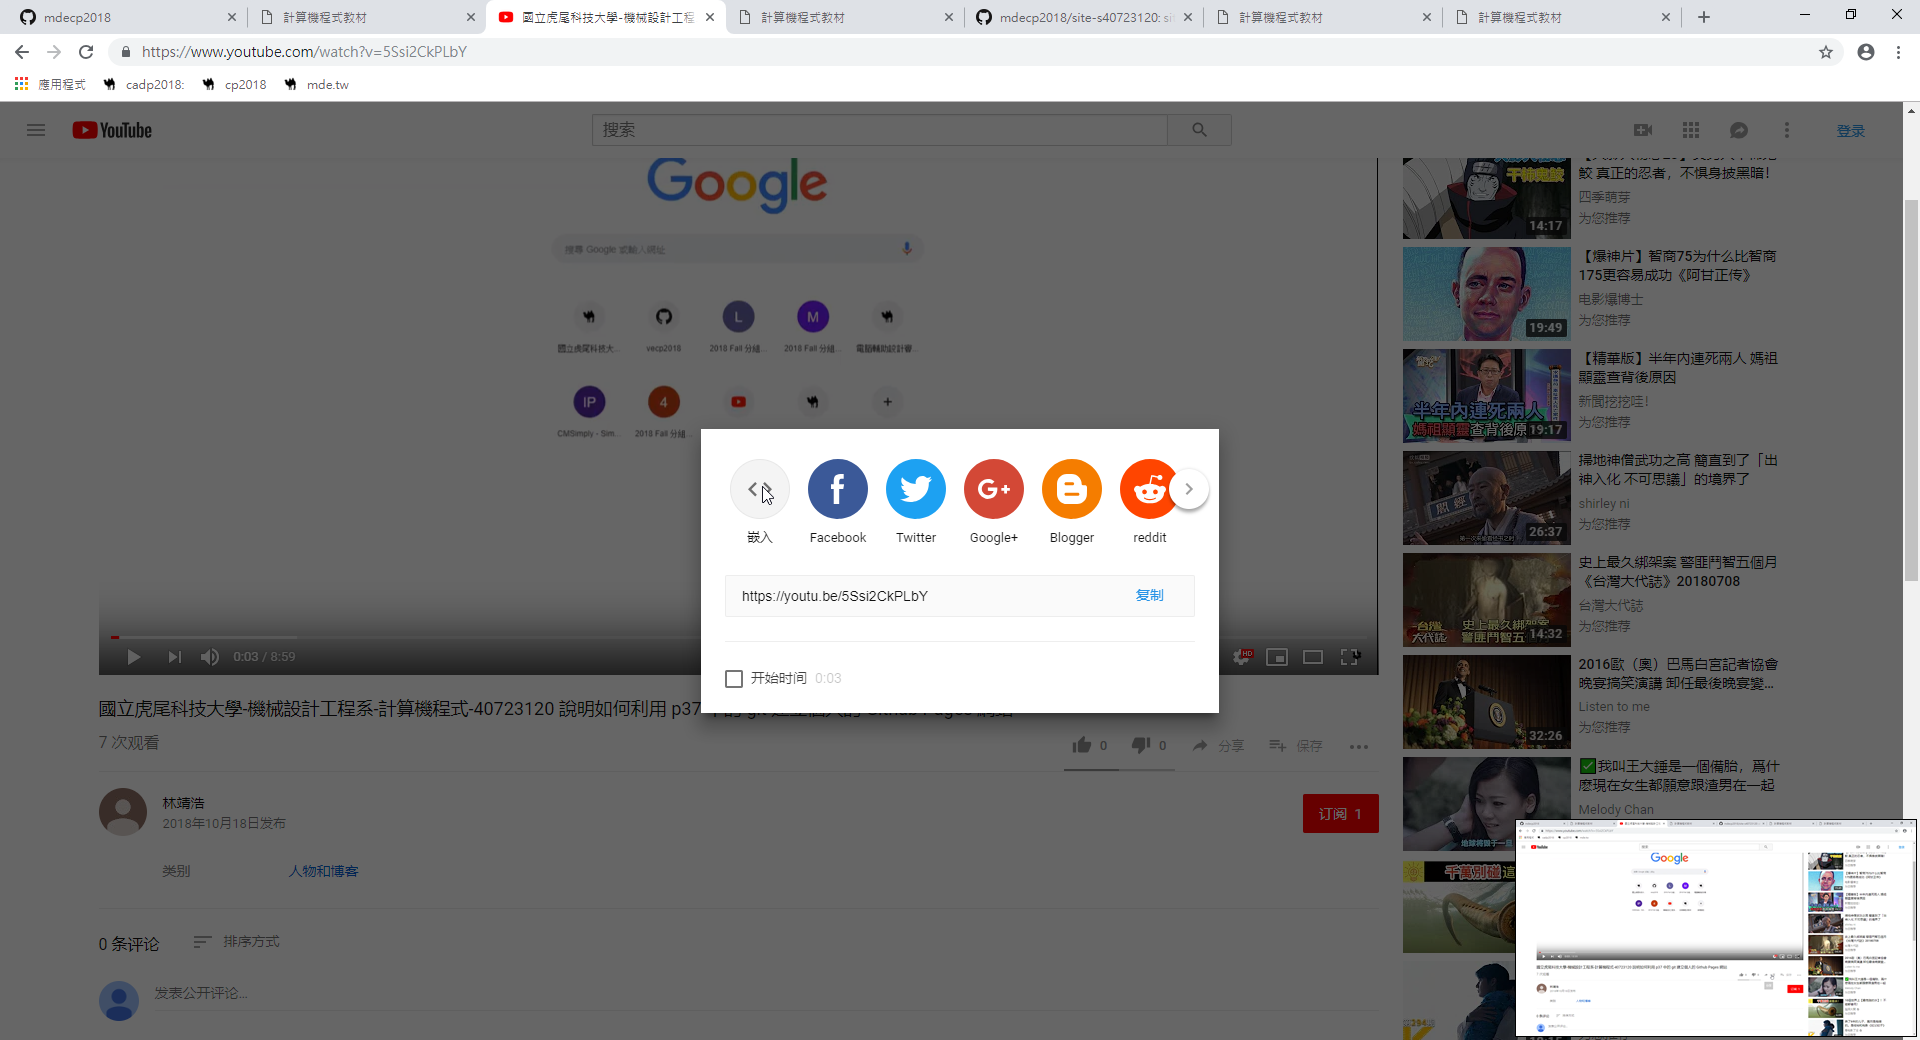 mdecp2018
計算機程式教材
國立虎尾科技大學-機械設計工程
計算機程式教材
mdecp2018/site-s40723120: si
計算機程式教材
計算機程式教材
https://www.youtube.com/watch?v=5Ssi2CkPLbY
應用程式
cadp2018:
cp2018
mde.tw
YouTube
搜索
登录
Google
搜尋 Google 或輸入網址
國立虎尾科技大...
vecp2018
L
2018 Fall 分組...
M
2018 Fall 分組...
電腦輔助設計實...
IP
CMSimply - Sim...
4
2018 Fall 分組...
嵌入
Facebook
Twitter
Google+
Blogger
reddit
https://youtu.be/5Ssi2CkPLbY
复制
开始时间 0:03
0:03 / 8:59
HD
國立虎尾科技大學-機械設計工程系-計算機程式-40723120 說明如何利用 p37
7 次观看
0
0
分享
保存
林靖浩
2018年10月18日发布
订阅 1
类别
人物和博客
0 条评论
排序方式
发表公开评论...
鮫 真正的忍者，不惧身披黑暗!
四季萌芽
为您推荐
14:17
【爆神片】智商75为什么比智商
175更容易成功《阿甘正传》
电影爆博士
为您推荐
19:49
【精華版】半年內連死兩人 媽祖
顯靈查背後原因
新聞挖挖哇!
为您推荐
半年內連死兩人
媽祖顯靈查背後原
19:17
掃地神僧武功之高 簡直到了「出
神入化 不可思議」的境界了
shirley ni
为您推荐
26:37
史上最久綁架案 警匪鬥智五個月
《台灣大代誌》20180708
台灣大代誌
为您推荐
台灣大代誌
史上最久綁架案
警匪鬥智五
14:32
2016歐（奧）巴馬白宮記者協會
晚宴搞笑演講 卸任最後晚宴變...
Listen to me
为您推荐
32:26
我叫王大錘是一個備胎，爲什
麽現在女生都願意跟渣男在一起
Melody Chan
千萬別碰這